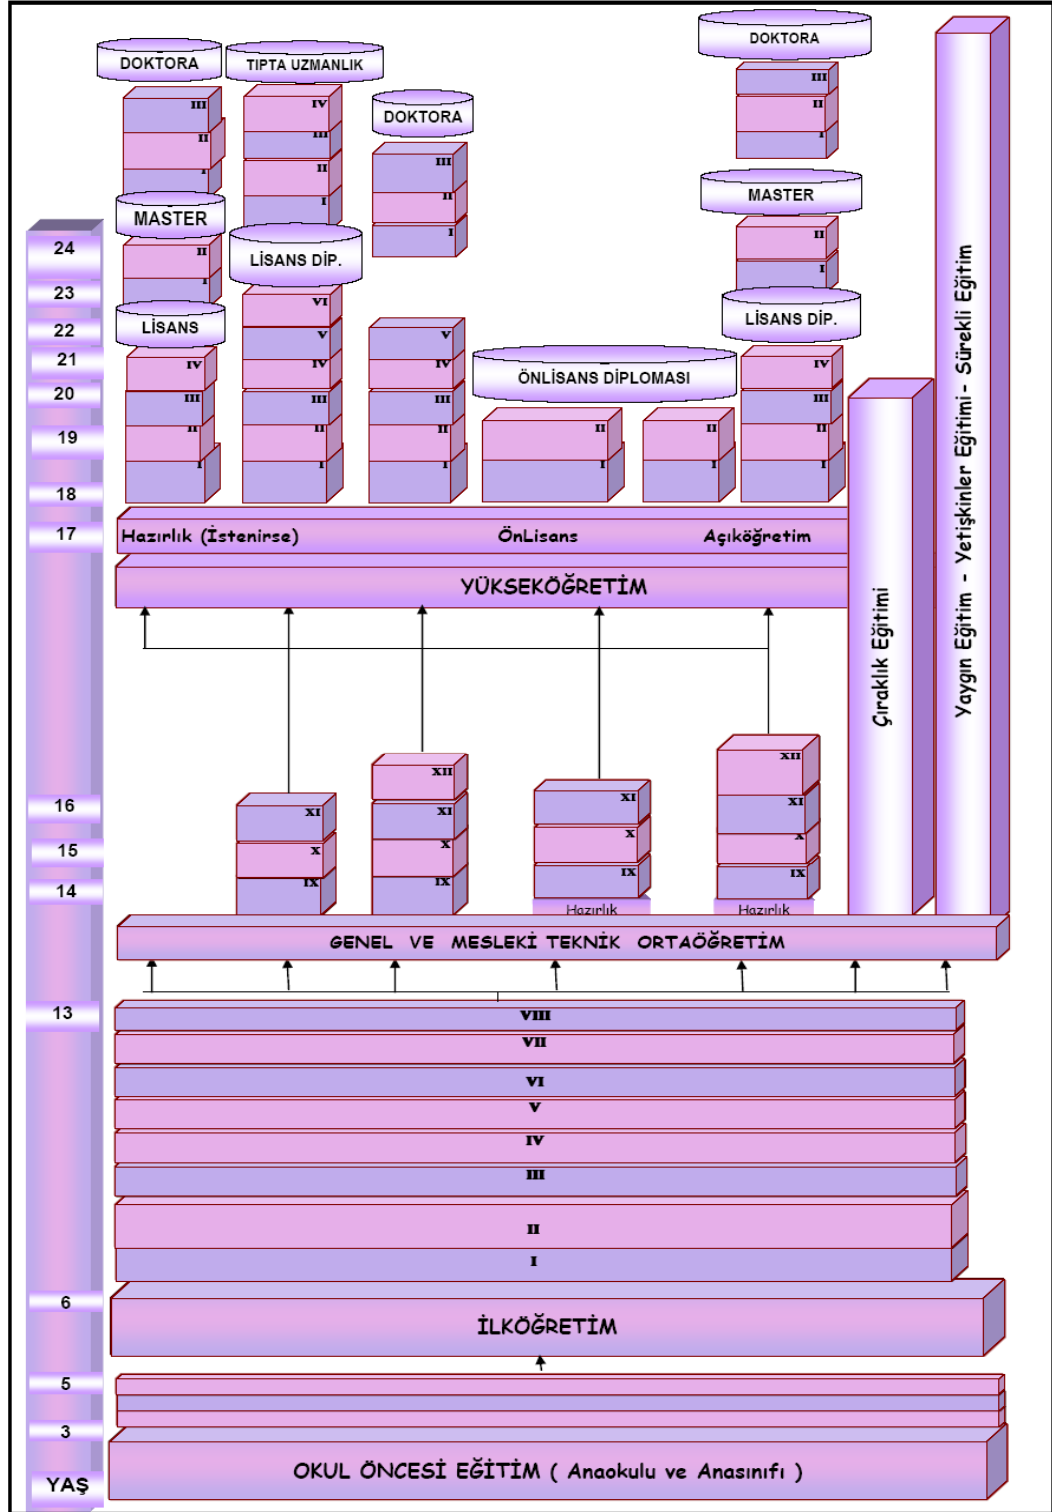 DOKTORA
DOKTORA
TIPTA UZMANLIK
III
II
I
IV
III
II
I
DOKTORA
III
II
I
III
II
I
MASTER
II
I
MASTER
II
I
LİSANS DİP.
LİSANS
LİSANS DİP.
IV
III
II
I
VI
V
IV
III
II
I
V
IV
III
II
I
ÖNLİSANS DİPLOMASI
II
I
II
I
IV
III
II
I
24
23
22
21
20
19
18
17
Hazırlık (İstenirse)
ÖnLisans
Açıköğretim
YÜKSEKÖĞRETİM
Çıraklık Eğitimi
Yaygın Eğitim - Yetişkinler Eğitimi- Sürekli Eğitim
XI
X
IX
XII
XI
X
IX
XI
X
IX
Hazırlık
XII
XI
X
IX
Hazırlık
16
15
14
GENEL VE MESLEKİ TEKNİK ORTAÖĞRETİM
13
VIII
VII
VI
V
IV
III
II
I
6
İLKÖĞRETİM
5
3
OKUL ÖNCESİ EĞİTİM ( Anaokulu ve Anasınıfı )
YAŞ